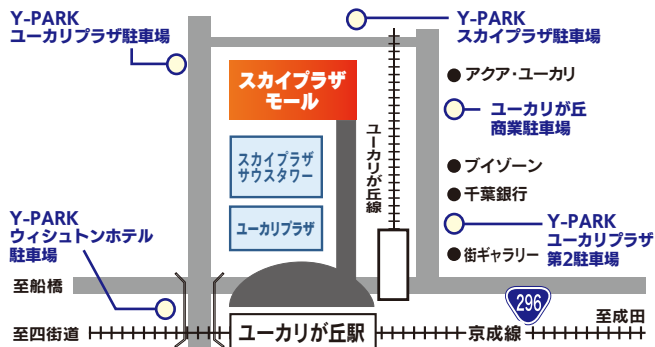 Y-PARK
ユーカリプラザ駐車場
Y-PARK
スカイプラザ駐車場
スカイプラザ
モール
アクア・ユーカリ
ユーカリが丘
商業駐車場
ユーカリが丘線
スカイプラザ
サウスタワー
ブイゾーン
千葉銀行
Y-PARK
ウィシュトンホテル
駐車場
ユーカリプラザ
Y-PARK
ユーカリプラザ
第2駐車場
街ギャラリー
至船橋
296
至成田
至四街道
ユーカリが丘駅
京成線